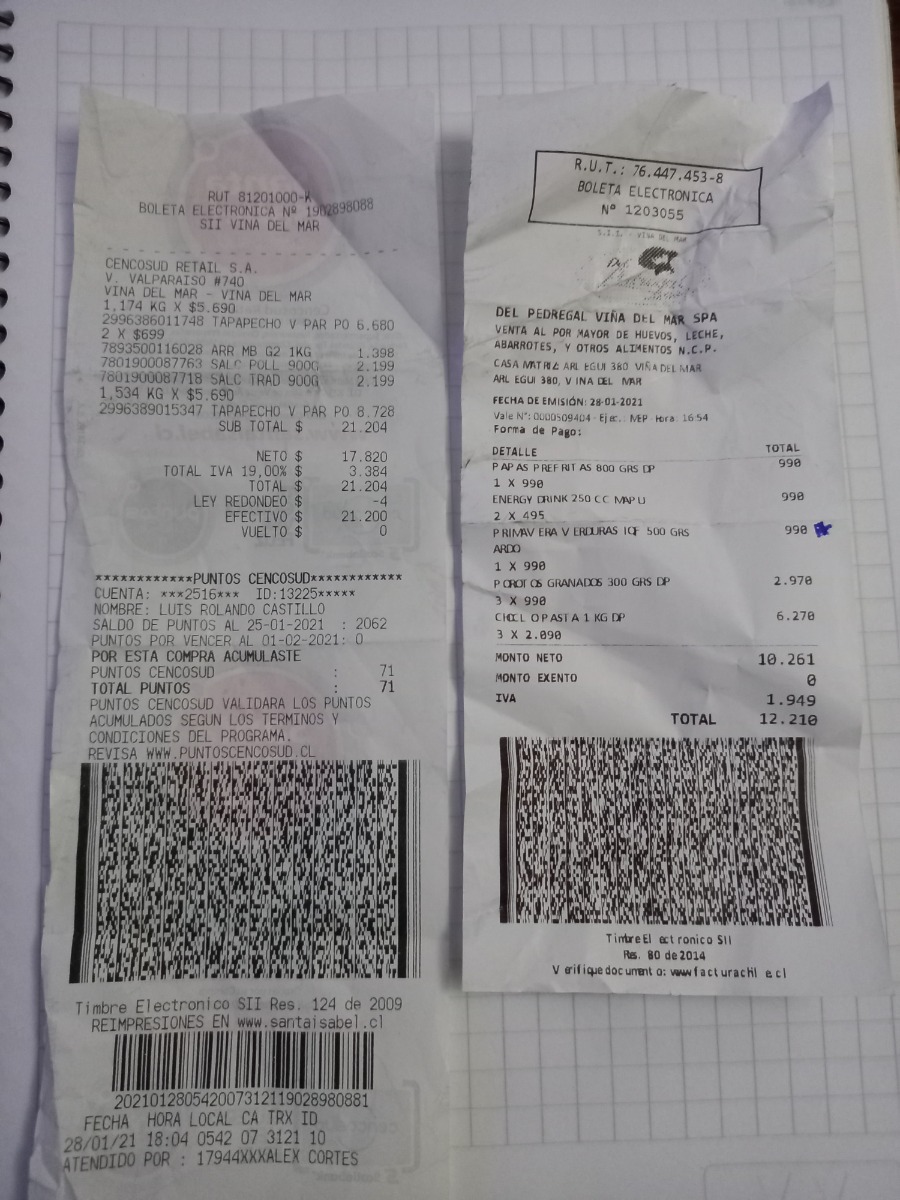 RUT 81201000-K
BOLETA ELECTRONICA Nº 1902898088
SII VINA DEL MAR
CENCOSUD RETAIL S.A.
V. VALPARAISO #740
VINA DEL MAR - VINA DEL MAR
1,174 KG X $5.690
2996386011748 TAPAPECHO V PAR PO 6.680
2 X $699
7893500116028 ARR MB G2 1KG 1.398
7801900087763 SALC POLL 900G 2.199
7801900087718 SALC TRAD 900G 2.199
1,534 KG X $5.690
2996389015347 TAPAPECHO V PAR PO 8.728
SUB TOTAL $ 21.204
NETO $ 17.820
TOTAL IVA 19,00% $ 3.384
TOTAL $ 21.204
LEY REDONDEO $ -4
EFECTIVO $ 21.200
VUELTO $ 0
************PUNTOS CENCOSUD************
CUENTA: ***2516*** ID:13225*****
NOMBRE: LUIS ROLANDO CASTILLO
SALDO DE PUNTOS AL 25-01-2021 : 2062
PUNTOS POR VENCER AL 01-02-2021: 0
POR ESTA COMPRA ACUMULASTE
PUNTOS CENCOSUD : 71
TOTAL PUNTOS : 71
PUNTOS CENCOSUD VALIDARA LOS PUNTOS
ACUMULADOS SEGUN LOS TERMINOS Y
CONDICIONES DEL PROGRAMA.
REVISA WWW.PUNTOSCENCOSUD.CL
Timbre Electronico SII Res. 124 de 2009
REIMPRESIONES EN www.santaisabel.cl
202101280542007312119028980881
FECHA HORA LOCAL CA TRX ID
28/01/21 18:04 0542 07 3121 10
ATENDIDO POR : 17944XXXALEX CORTES
R.U.T.: 76.447.453-8
BOLETA ELECTRONICA
Nº 1203055
S.I.I. - VIÑA DEL MAR
Del
Pedregal
DEL PEDREGAL VIÑA DEL MAR SPA
VENTA AL POR MAYOR DE HUEVOS, LECHE,
ABARROTES, Y OTROS ALIMENTOS N.C.P.
CASA MATRIZ ARLEGUI 380 VIÑA DEL MAR
ARLEGUI 380, VINA DEL MAR
FECHA DE EMISIÓN: 28-01-2021
Vale N°: 0000509404 - Ejec.: MEP - Hora: 16:54
Forma de Pago:
DETALLE TOTAL
PAPAS PREFRITAS 800 GRS DP 990
1 X 990
ENERGY DRINK 250 CC MAPU 990
2 X 495
PRIMAVERA VERDURAS IQF 500 GRS 990
ARDO
1 X 990
POROTOS GRANADOS 300 GRS DP 2.970
3 X 990
CHOCLO PASTA 1 KG DP 6.270
3 X 2.090
MONTO NETO 10.261
MONTO EXENTO 0
IVA 1.949
TOTAL 12.210
Timbre Electronico SII
Res. 80 de 2014
Verifique documento: www.facturachile.cl